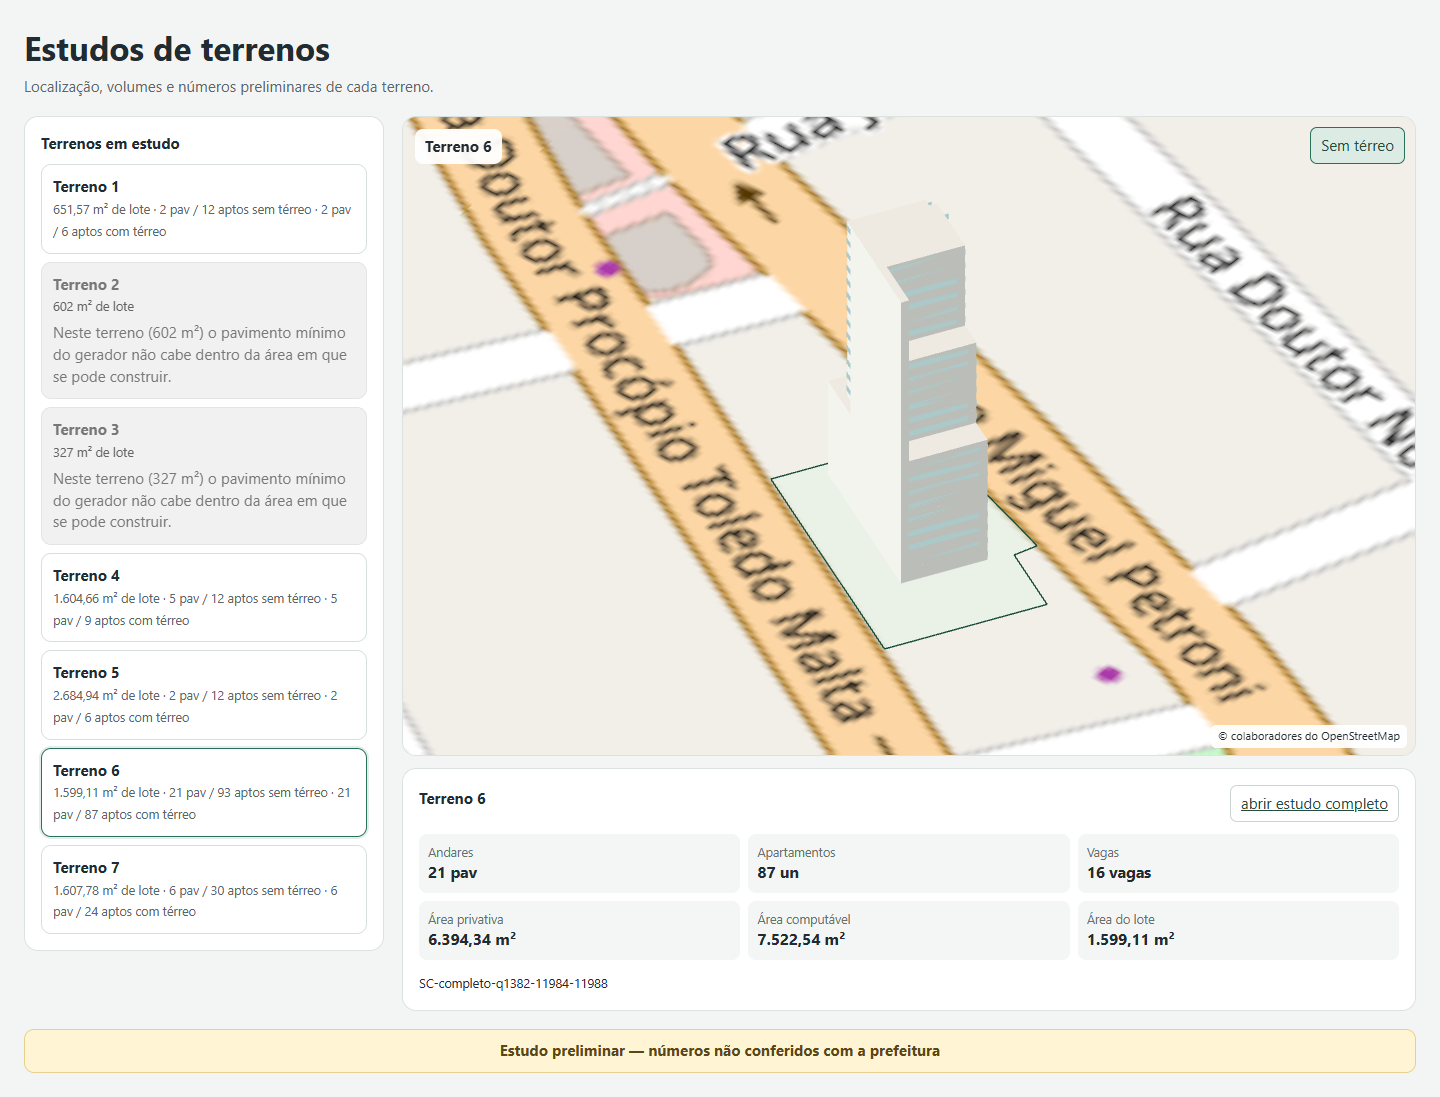 Estudos de terrenos
Localização, volumes e números preliminares de cada terreno.
Terrenos em estudo
Terreno 1
651,57 m² de lote · 2 pav / 12 aptos sem térreo · 2 pav
/ 6 aptos com térreo
Terreno 2
602 m² de lote
Neste terreno (602 m²) o pavimento mínimo
do gerador não cabe dentro da área em que
se pode construir.
Terreno 3
327 m² de lote
Neste terreno (327 m²) o pavimento mínimo
do gerador não cabe dentro da área em que
se pode construir.
Terreno 4
1.604,66 m² de lote · 5 pav / 12 aptos sem térreo · 5
pav / 9 aptos com térreo
Terreno 5
2.684,94 m² de lote · 2 pav / 12 aptos sem térreo · 2
pav / 6 aptos com térreo
Terreno 6
1.599,11 m² de lote · 21 pav / 93 aptos sem térreo · 21
pav / 87 aptos com térreo
Terreno 7
1.607,78 m² de lote · 6 pav / 30 aptos sem térreo · 6
pav / 24 aptos com térreo
Terreno 6
Sem térreo
Rua
Doutor Procópio Toledo Malta -
Miguel Petroni
Rua Doutor
© colaboradores do OpenStreetMap
Terreno 6
abrir estudo completo
Andares
21 pav
Apartamentos
87 un
Vagas
16 vagas
Área privativa
6.394,34 m²
Área computável
7.522,54 m²
Área do lote
1.599,11 m²
SC-completo-q1382-11984-11988
Estudo preliminar — números não conferidos com a prefeitura